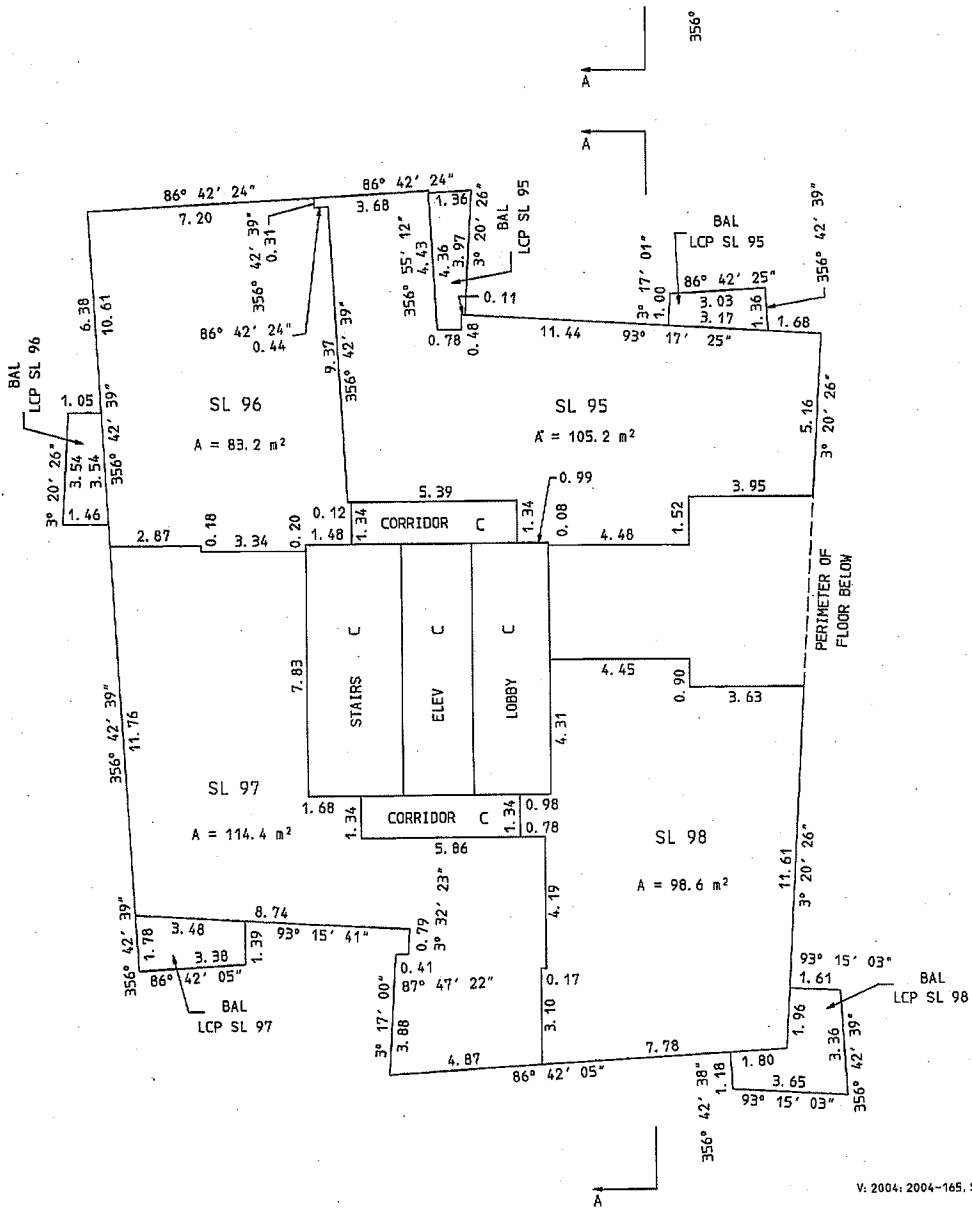 356°
A
A
86° 42' 24"
7.20
86° 42' 24"
3.68
1.36
356° 42' 39"
0.31
356° 55' 12"
4.43
4.36
3.97
3° 20' 26"
BAL
LCP SL 95
BAL
LCP SL 95
3° 17' 01"
1.00
86° 42' 25"
3.03
3.17
1.36
356° 42' 39"
1.68
6.38
10.61
86° 42' 24"
0.44
9.37
356° 42' 39"
0.11
0.78
0.48
11.44
93° 17' 25"
BAL
LCP SL 96
1.05
3° 20' 26"
3.54
3.54
356° 42' 39"
1.46
SL 96
A = 83.2 m²
SL 95
A = 105.2 m²
5.16
3° 20' 26"
0.99
5.39
3.95
0.12
1.34
CORRIDOR C
1.34
0.08
1.52
2.87
0.18
3.34
0.20
1.48
4.48
PERIMETER OF
FLOOR BELOW
7.83
STAIRS C
ELEV C
LOBBY C
4.45
0.90
3.63
4.31
356° 42' 39"
11.76
SL 97
A = 114.4 m²
1.68
1.34
CORRIDOR C
1.34
0.98
0.78
5.86
SL 98
A = 98.6 m²
11.61
3° 20' 26"
4.19
356° 42' 39"
1.78
8.74
3.48
93° 15' 41"
3.38
1.39
86° 42' 05"
0.79
3° 32' 23"
0.41
87° 47' 22"
0.17
BAL
LCP SL 97
3° 17' 00"
3.88
3.10
4.87
86° 42' 05"
7.78
93° 15' 03"
1.61
BAL
LCP SL 98
1.96
3.36
356° 42' 39"
1.80
356° 42' 38"
1.18
3.65
93° 15' 03"
A
V: 2004: 2004-165,